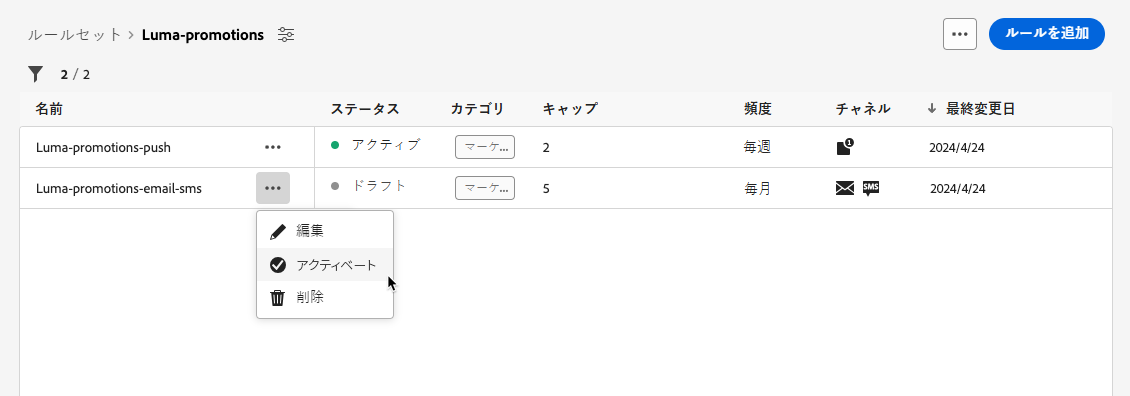 ルールセット > Luma-promotions
ルールを追加
2 / 2
名前 ステータス カテゴリ キャップ 頻度 チャネル ↓ 最終変更日
Luma-promotions-push ••• アクティブ マーケ... 2 毎週 1 2024/4/24
Luma-promotions-email-sms ••• ドラフト マーケ... 5 毎月 SMS 2024/4/24
編集
アクティベート
削除